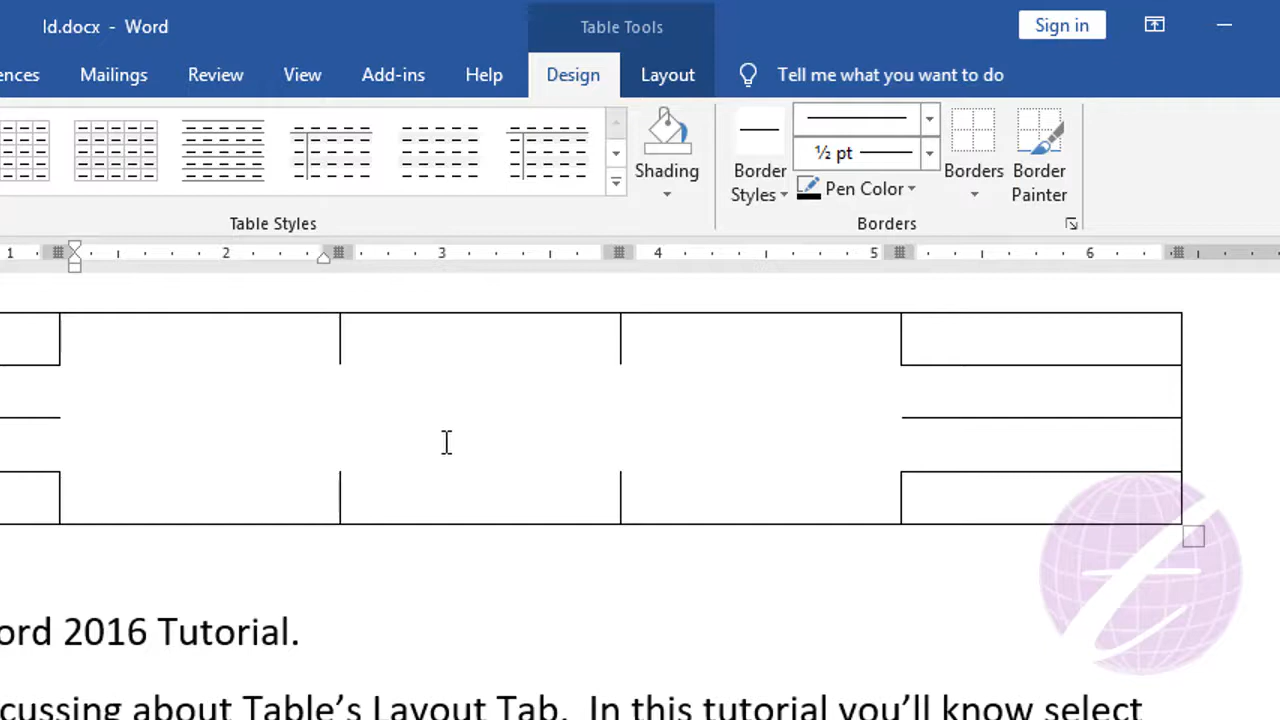 ld.docx - Word
Table Tools
Sign in
ences Mailings Review View Add-ins Help Design Layout Tell me what you want to do
Shading
Border Styles
½ pt
Pen Color
Borders
Border Painter
Table Styles
Borders
1 2 3 4 5 6
ord 2016 Tutorial.
cussing about Table’s Layout Tab. In this tutorial you’ll know select